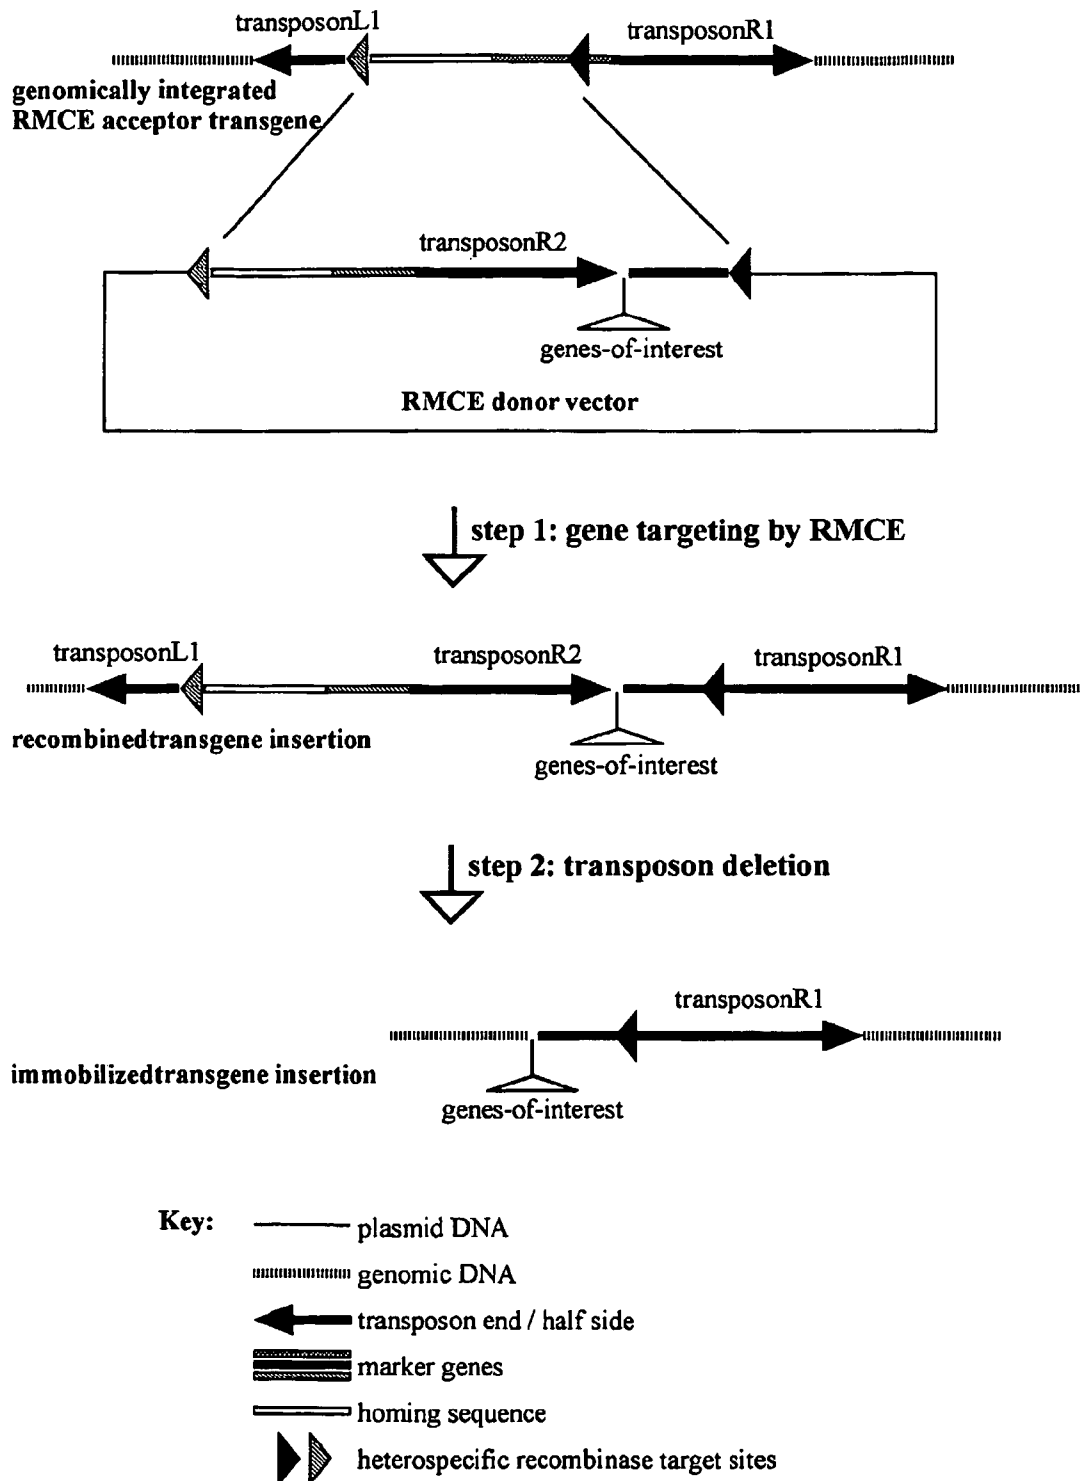 transposonL1
transposonR1
genomically integrated
RMCE acceptor transgene
transposonR2
genes-of-interest
RMCE donor vector
step 1: gene targeting by RMCE
transposonL1
transposonR2
transposonR1
recombinedtransgene insertion
genes-of-interest
step 2: transposon deletion
transposonR1
immobilizedtransgene insertion
genes-of-interest
Key:
plasmid DNA
genomic DNA
transposon end / half side
marker genes
homing sequence
heterospecific recombinase target sites